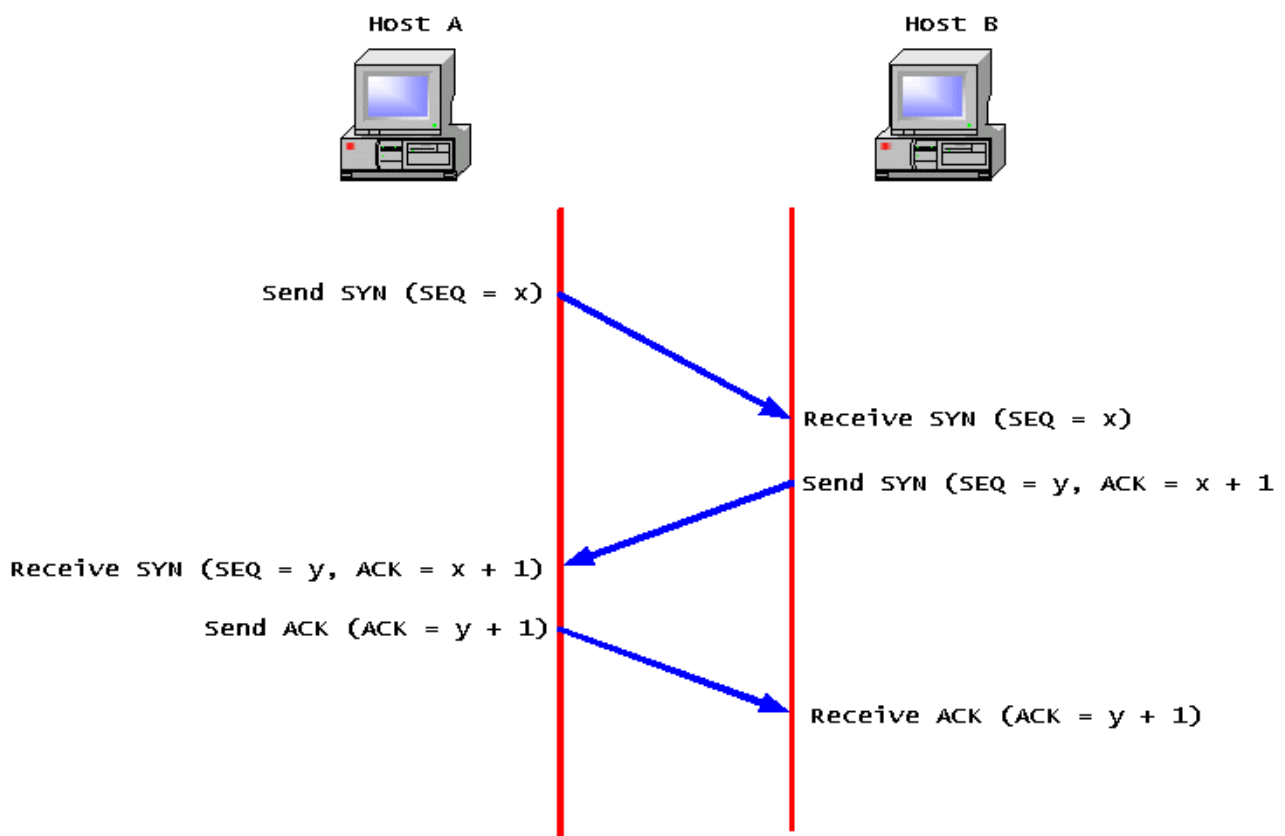 Host A
Host B
Send SYN (SEQ = x)
Receive SYN (SEQ = x)
Send SYN (SEQ = y, ACK = x + 1
Receive SYN (SEQ = y, ACK = x + 1)
Send ACK (ACK = y + 1)
Receive ACK (ACK = y + 1)